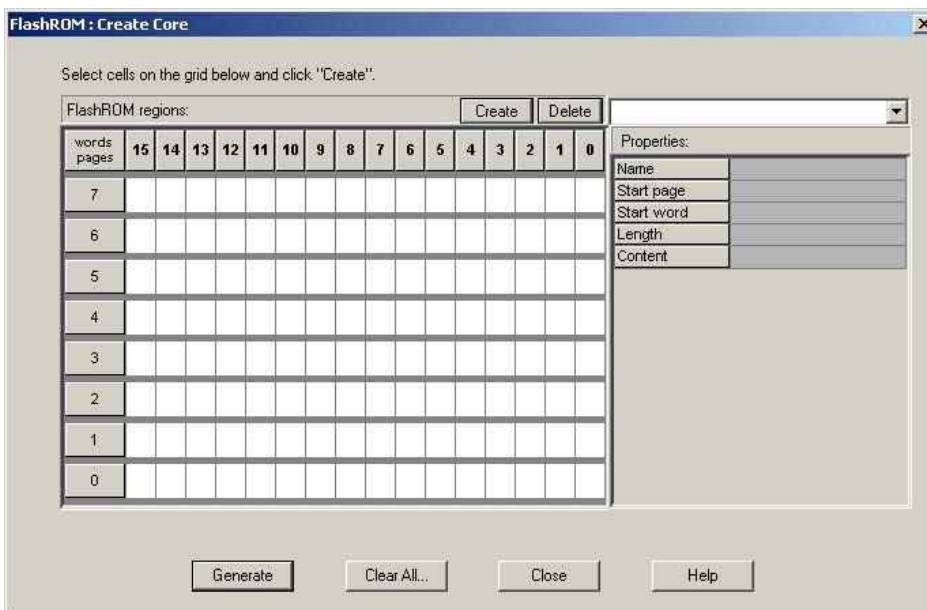 FlashROM : Create Core
Select cells on the grid below and click "Create".
FlashROM regions: Create Delete
words pages 15 14 13 12 11 10 9 8 7 6 5 4 3 2 1 0
7
6
5
4
3
2
1
0
Properties:
Name
Start page
Start word
Length
Content
Generate Clear All... Close Help